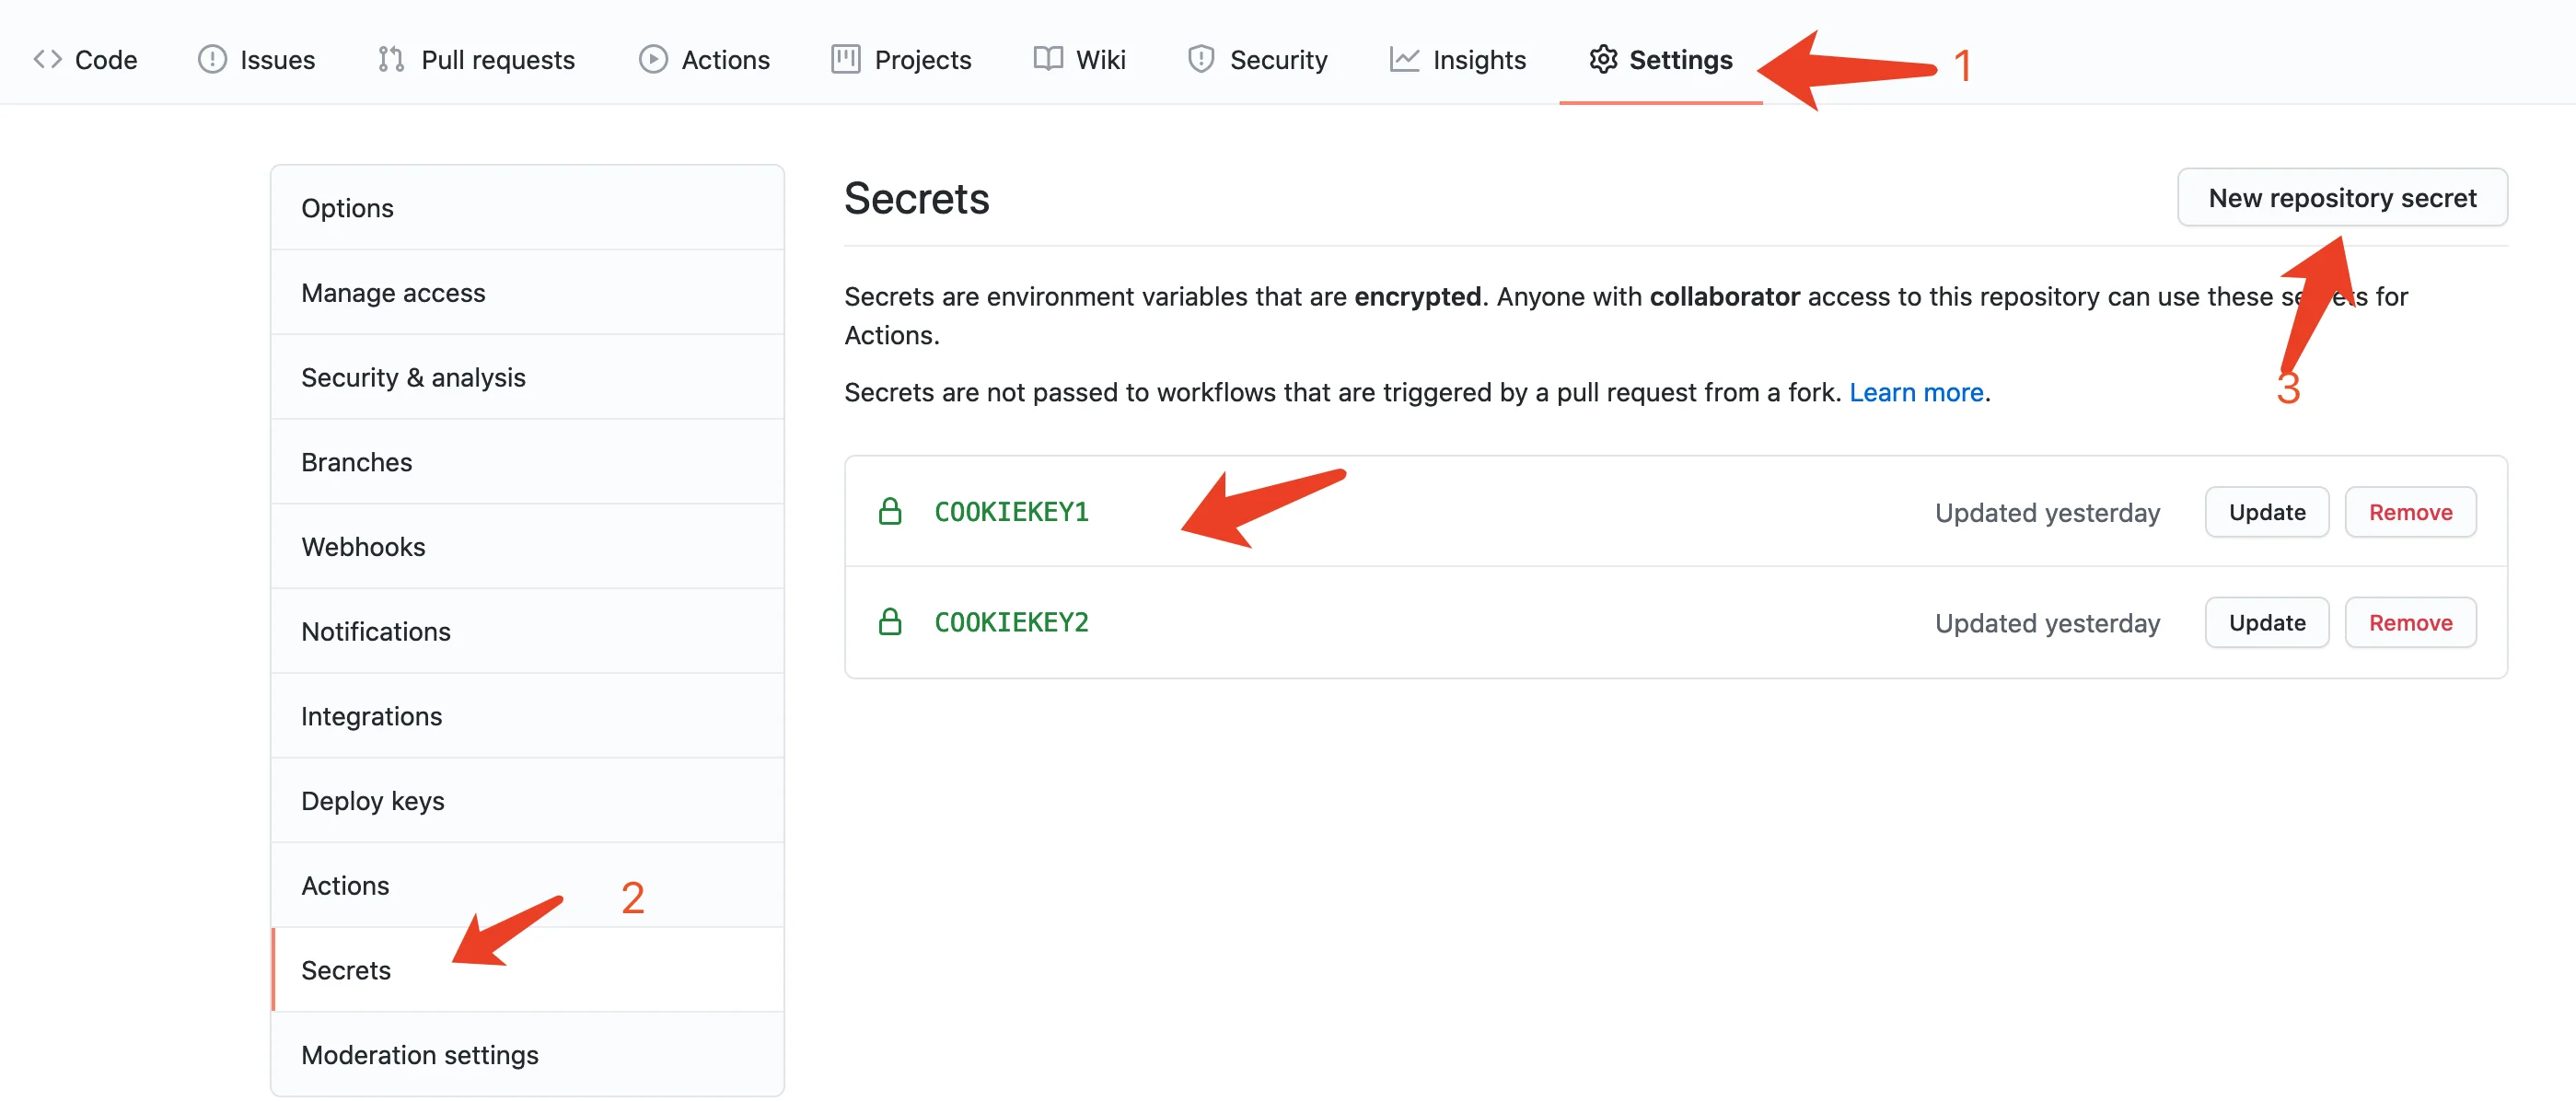 Code Issues Pull requests Actions Projects Wiki Security Insights Settings 1
Options
Manage access
Security & analysis
Branches
Webhooks
Notifications
Integrations
Deploy keys
Actions
2
Secrets
Moderation settings
Secrets
New repository secret
Secrets are environment variables that are encrypted. Anyone with collaborator access to this repository can use these secrets for
Actions.
Secrets are not passed to workflows that are triggered by a pull request from a fork. Learn more.
3
COOKIEKEY1 Updated yesterday Update Remove
COOKIEKEY2 Updated yesterday Update Remove